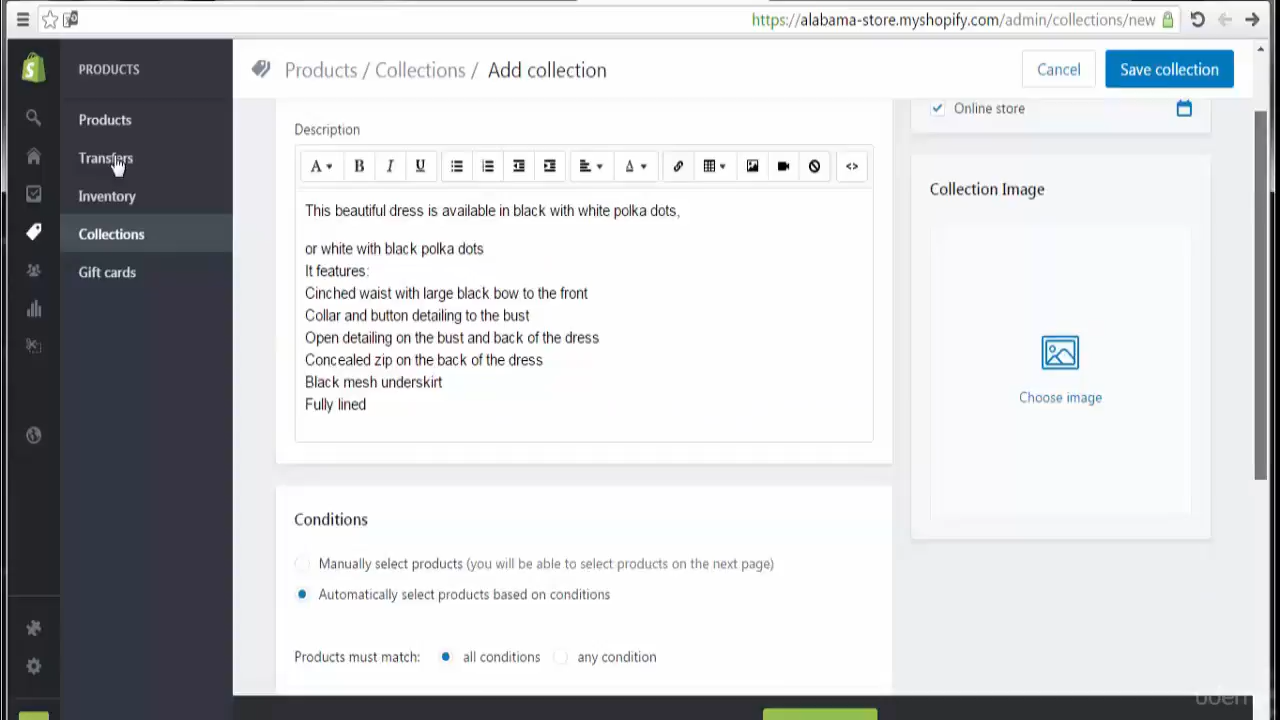 https://alabama-store.myshopify.com/admin/collections/new
PRODUCTS
Products
Transfers
Inventory
Collections
Gift cards
Products / Collections / Add collection
Cancel
Save collection
Description
A
B
I
U
A
<>
This beautiful dress is available in black with white polka dots,
or white with black polka dots
It features:
Cinched waist with large black bow to the front
Collar and button detailing to the bust
Open detailing on the bust and back of the dress
Concealed zip on the back of the dress
Black mesh underskirt
Fully lined
Conditions
Manually select products (you will be able to select products on the next page)
Automatically select products based on conditions
Products must match:
all conditions
any condition
Online store
Collection Image
Choose image